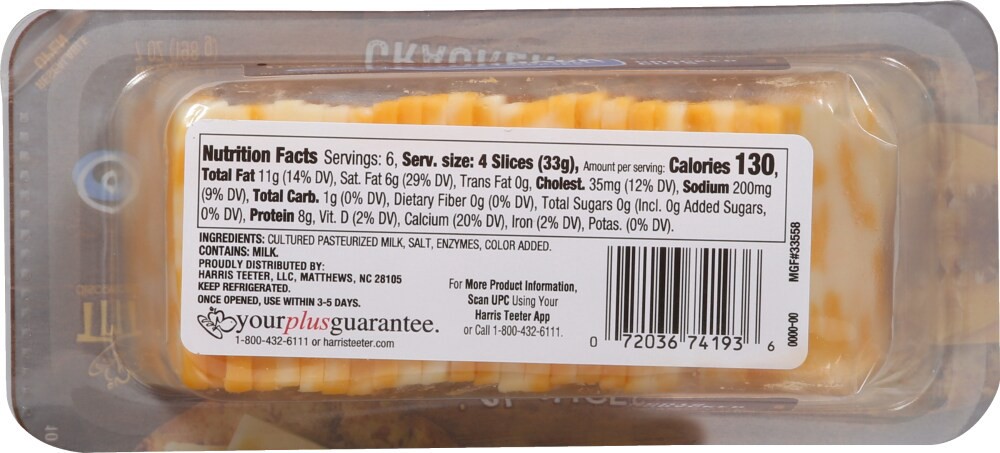 Nutrition Facts Servings: 6, Serv. size: 4 Slices (33g), Amount per serving: Calories 130,
Total Fat 11g (14% DV), Sat. Fat 6g (29% DV), Trans Fat 0g, Cholest. 35mg (12% DV), Sodium 200mg
(9% DV), Total Carb. 1g (0% DV), Dietary Fiber 0g (0% DV), Total Sugars 0g (Incl. 0g Added Sugars,
0% DV), Protein 8g, Vit. D (2% DV), Calcium (20% DV), Iron (2% DV), Potas. (0% DV).
INGREDIENTS: CULTURED PASTEURIZED MILK, SALT, ENZYMES, COLOR ADDED.
CONTAINS: MILK.
PROUDLY DISTRIBUTED BY:
HARRIS TEETER, LLC, MATTHEWS, NC 28105
KEEP REFRIGERATED.
ONCE OPENED, USE WITHIN 3-5 DAYS.
yourplusguarantee.
1-800-432-6111 or harristeeter.com
For More Product Information,
Scan UPC Using Your
Harris Teeter App
or Call 1-800-432-6111.
0 72036 74193 6
MGF#33558
0000-00